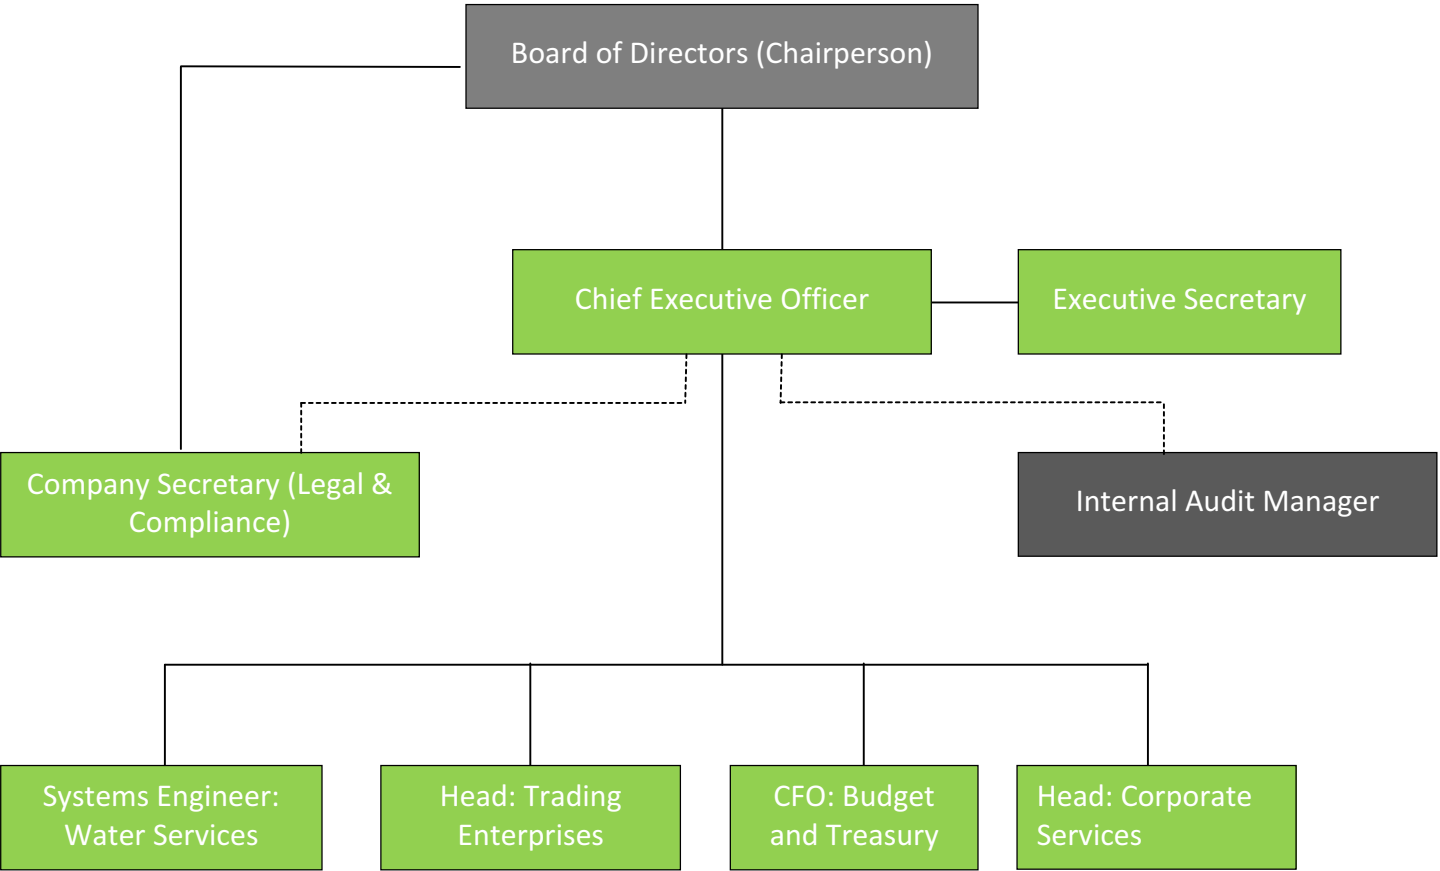 Board of Directors (Chairperson)
Chief Executive Officer
Executive Secretary
Company Secretary (Legal &
Compliance)
Internal Audit Manager
Systems Engineer:
Water Services
Head: Trading
Enterprises
CFO: Budget
and Treasury
Head: Corporate
Services